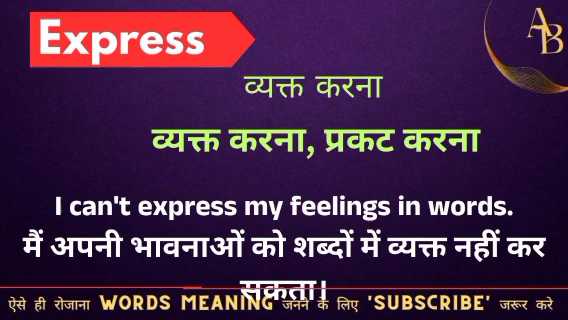 Express
AB
व्यक्त करना
व्यक्त करना, प्रकट करना
I can't express my feelings in words.
मैं अपनी भावनाओं को शब्दों में व्यक्त नहीं कर
सकता।
ऐसे ही रोजाना WORDS MEANING जनने के लिए 'SUBSCRIBE' जरूर करे